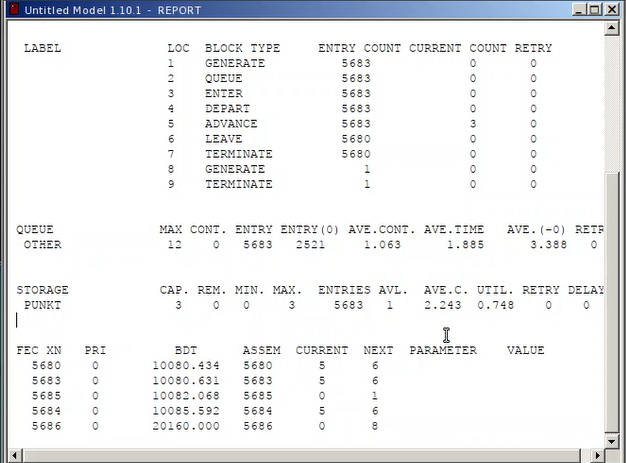 Untitled Model 1.10.1 - REPORT
LABEL LOC BLOCK TYPE ENTRY COUNT CURRENT COUNT RETRY
1 GENERATE 5683 0 0
2 QUEUE 5683 0 0
3 ENTER 5683 0 0
4 DEPART 5683 0 0
5 ADVANCE 5683 3 0
6 LEAVE 5680 0 0
7 TERMINATE 5680 0 0
8 GENERATE 1 0 0
9 TERMINATE 1 0 0
QUEUE MAX CONT. ENTRY ENTRY(0) AVE.CONT. AVE.TIME AVE.(-0) RETR
OTHER 12 0 5683 2521 1.063 1.885 3.388 0
STORAGE CAP. REM. MIN. MAX. ENTRIES AVL. AVE.C. UTIL. RETRY DELAY
PUNKT 3 0 0 3 5683 1 2.243 0.748 0 0
FEC XN PRI BDT ASSEM CURRENT NEXT PARAMETER VALUE
5680 0 10080.434 5680 5 6
5683 0 10080.631 5683 5 6
5685 0 10082.068 5685 0 1
5684 0 10085.592 5684 5 6
5686 0 20160.000 5686 0 8